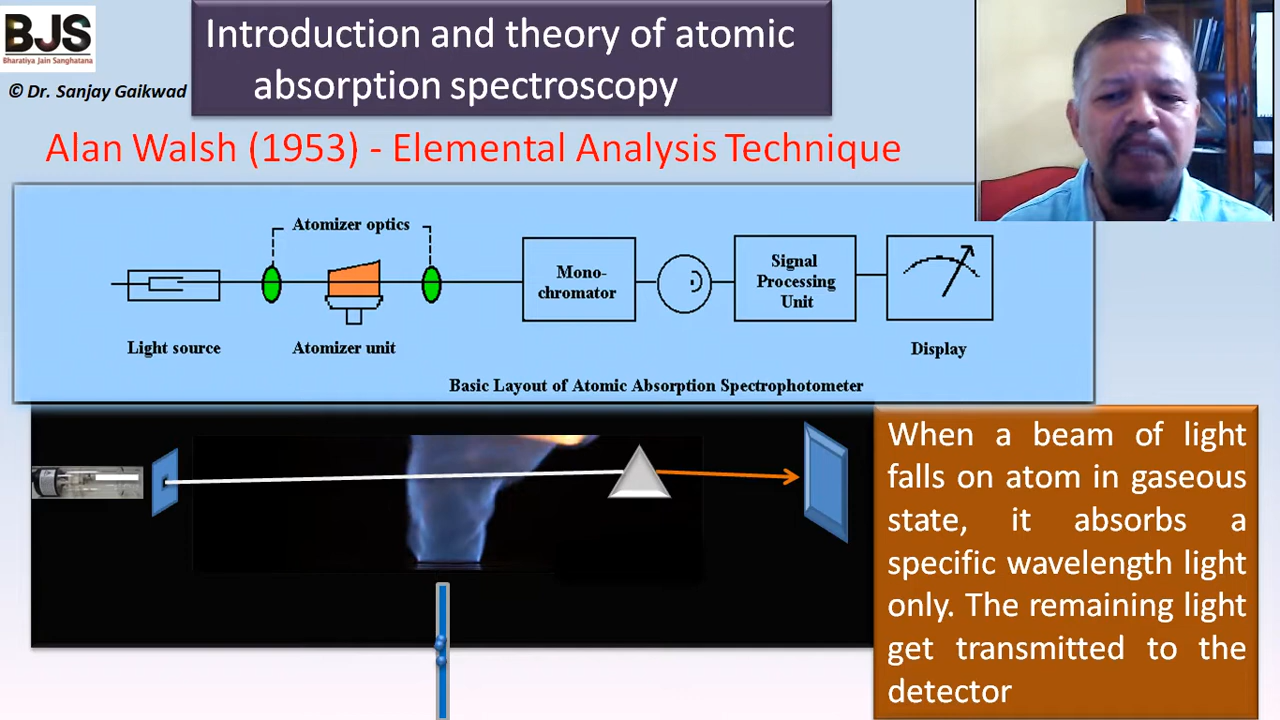 BJS
Bharatiya Jain Sanghatana
© Dr. Sanjay Gaikwad
Introduction and theory of atomic
absorption spectroscopy
Alan Walsh (1953) - Elemental Analysis Technique
Atomizer optics
Mono-
chromator
Signal
Processing
Unit
Light source
Atomizer unit
Display
Basic Layout of Atomic Absorption Spectrophotometer
When a beam of light
falls on atom in gaseous
state, it absorbs a
specific wavelength light
only. The remaining light
get transmitted to the
detector